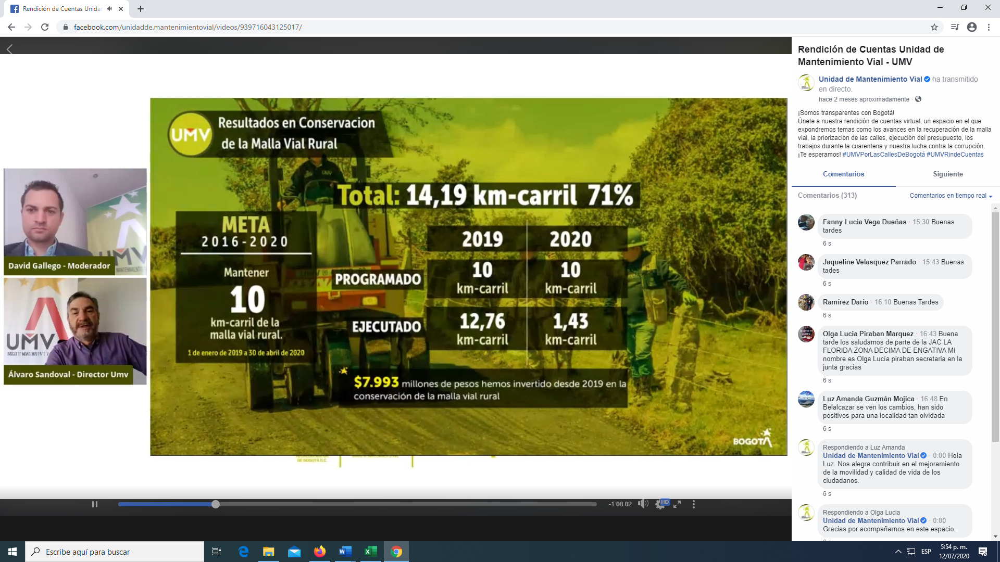 Rendición de Cuentas Unida
facebook.com/unidadde.mantenimientovial/videos/939716043125017/
UMV
Resultados en Conservacion
de la Malla Vial Rural
Total: 14,19 km-carril 71%
META
2016-2020
Mantener
10
km-carril de la
malla vial rural.
1 de enero de 2019 a 30 de abril de 2020
2019 2020
PROGRAMADO
10 10
km-carril km-carril
EJECUTADO
12,76 1,43
km-carril km-carril
$7.993 millones de pesos hemos invertido desde 2019 en la
conservación de la malla vial rural
BOGOTÁ
DE BOGOTÁ D.C.
David Gallego - Moderador
UMV
Álvaro Sandoval - Director Umv
-1:08:02
HD
Rendición de Cuentas Unidad de
Mantenimiento Vial - UMV
Unidad de Mantenimiento Vial ha transmitido
en directo.
hace 2 meses aproximadamente ·
¡Somos transparentes con Bogotá!
Únete a nuestra rendición de cuentas virtual, un espacio en el que
expondremos temas como los avances en la recuperación de la malla
vial, la priorización de las calles, ejecución del presupuesto, los
trabajos durante la cuarentena y nuestra lucha contra la corrupción.
¡Te esperamos! #UMVPorLasCallesDeBogotá #UMVRindeCuentas
Comentarios Siguiente
Comentarios (313) Comentarios en tiempo real
Fanny Lucia Vega Dueñas · 15:30 Buenas
tardes
6 s
Jaqueline Velasquez Parrado · 15:43 Buenas
tades
6 s
Ramírez Darío · 16:10 Buenas Tardes
6 s
Olga Lucia Piraban Marquez · 16:43 Buena
tarde los saludamos de parte de la JAC LA
FLORIDA ZONA DECIMA DE ENGATIVA Mi
nombre es Olga Lucía piraban secretaria en la
junta gracias
6 s
Luz Amanda Guzmán Mojica · 16:48 En
Belalcazar se ven los cambios, han sido
positivos para una localidad tan olvidada
6 s
Respondiendo a Luz Amanda
Unidad de Mantenimiento Vial · 0:00 Hola
Luz. Nos alegra contribuir en el mejoramiento
de la movilidad y calidad de vida de los
ciudadanos.
6 s
Respondiendo a Olga Lucia
Unidad de Mantenimiento Vial · 0:00
Gracias por acompañarnos en este espacio.
Escribe aquí para buscar
ESP
5:54 p. m.
12/07/2020